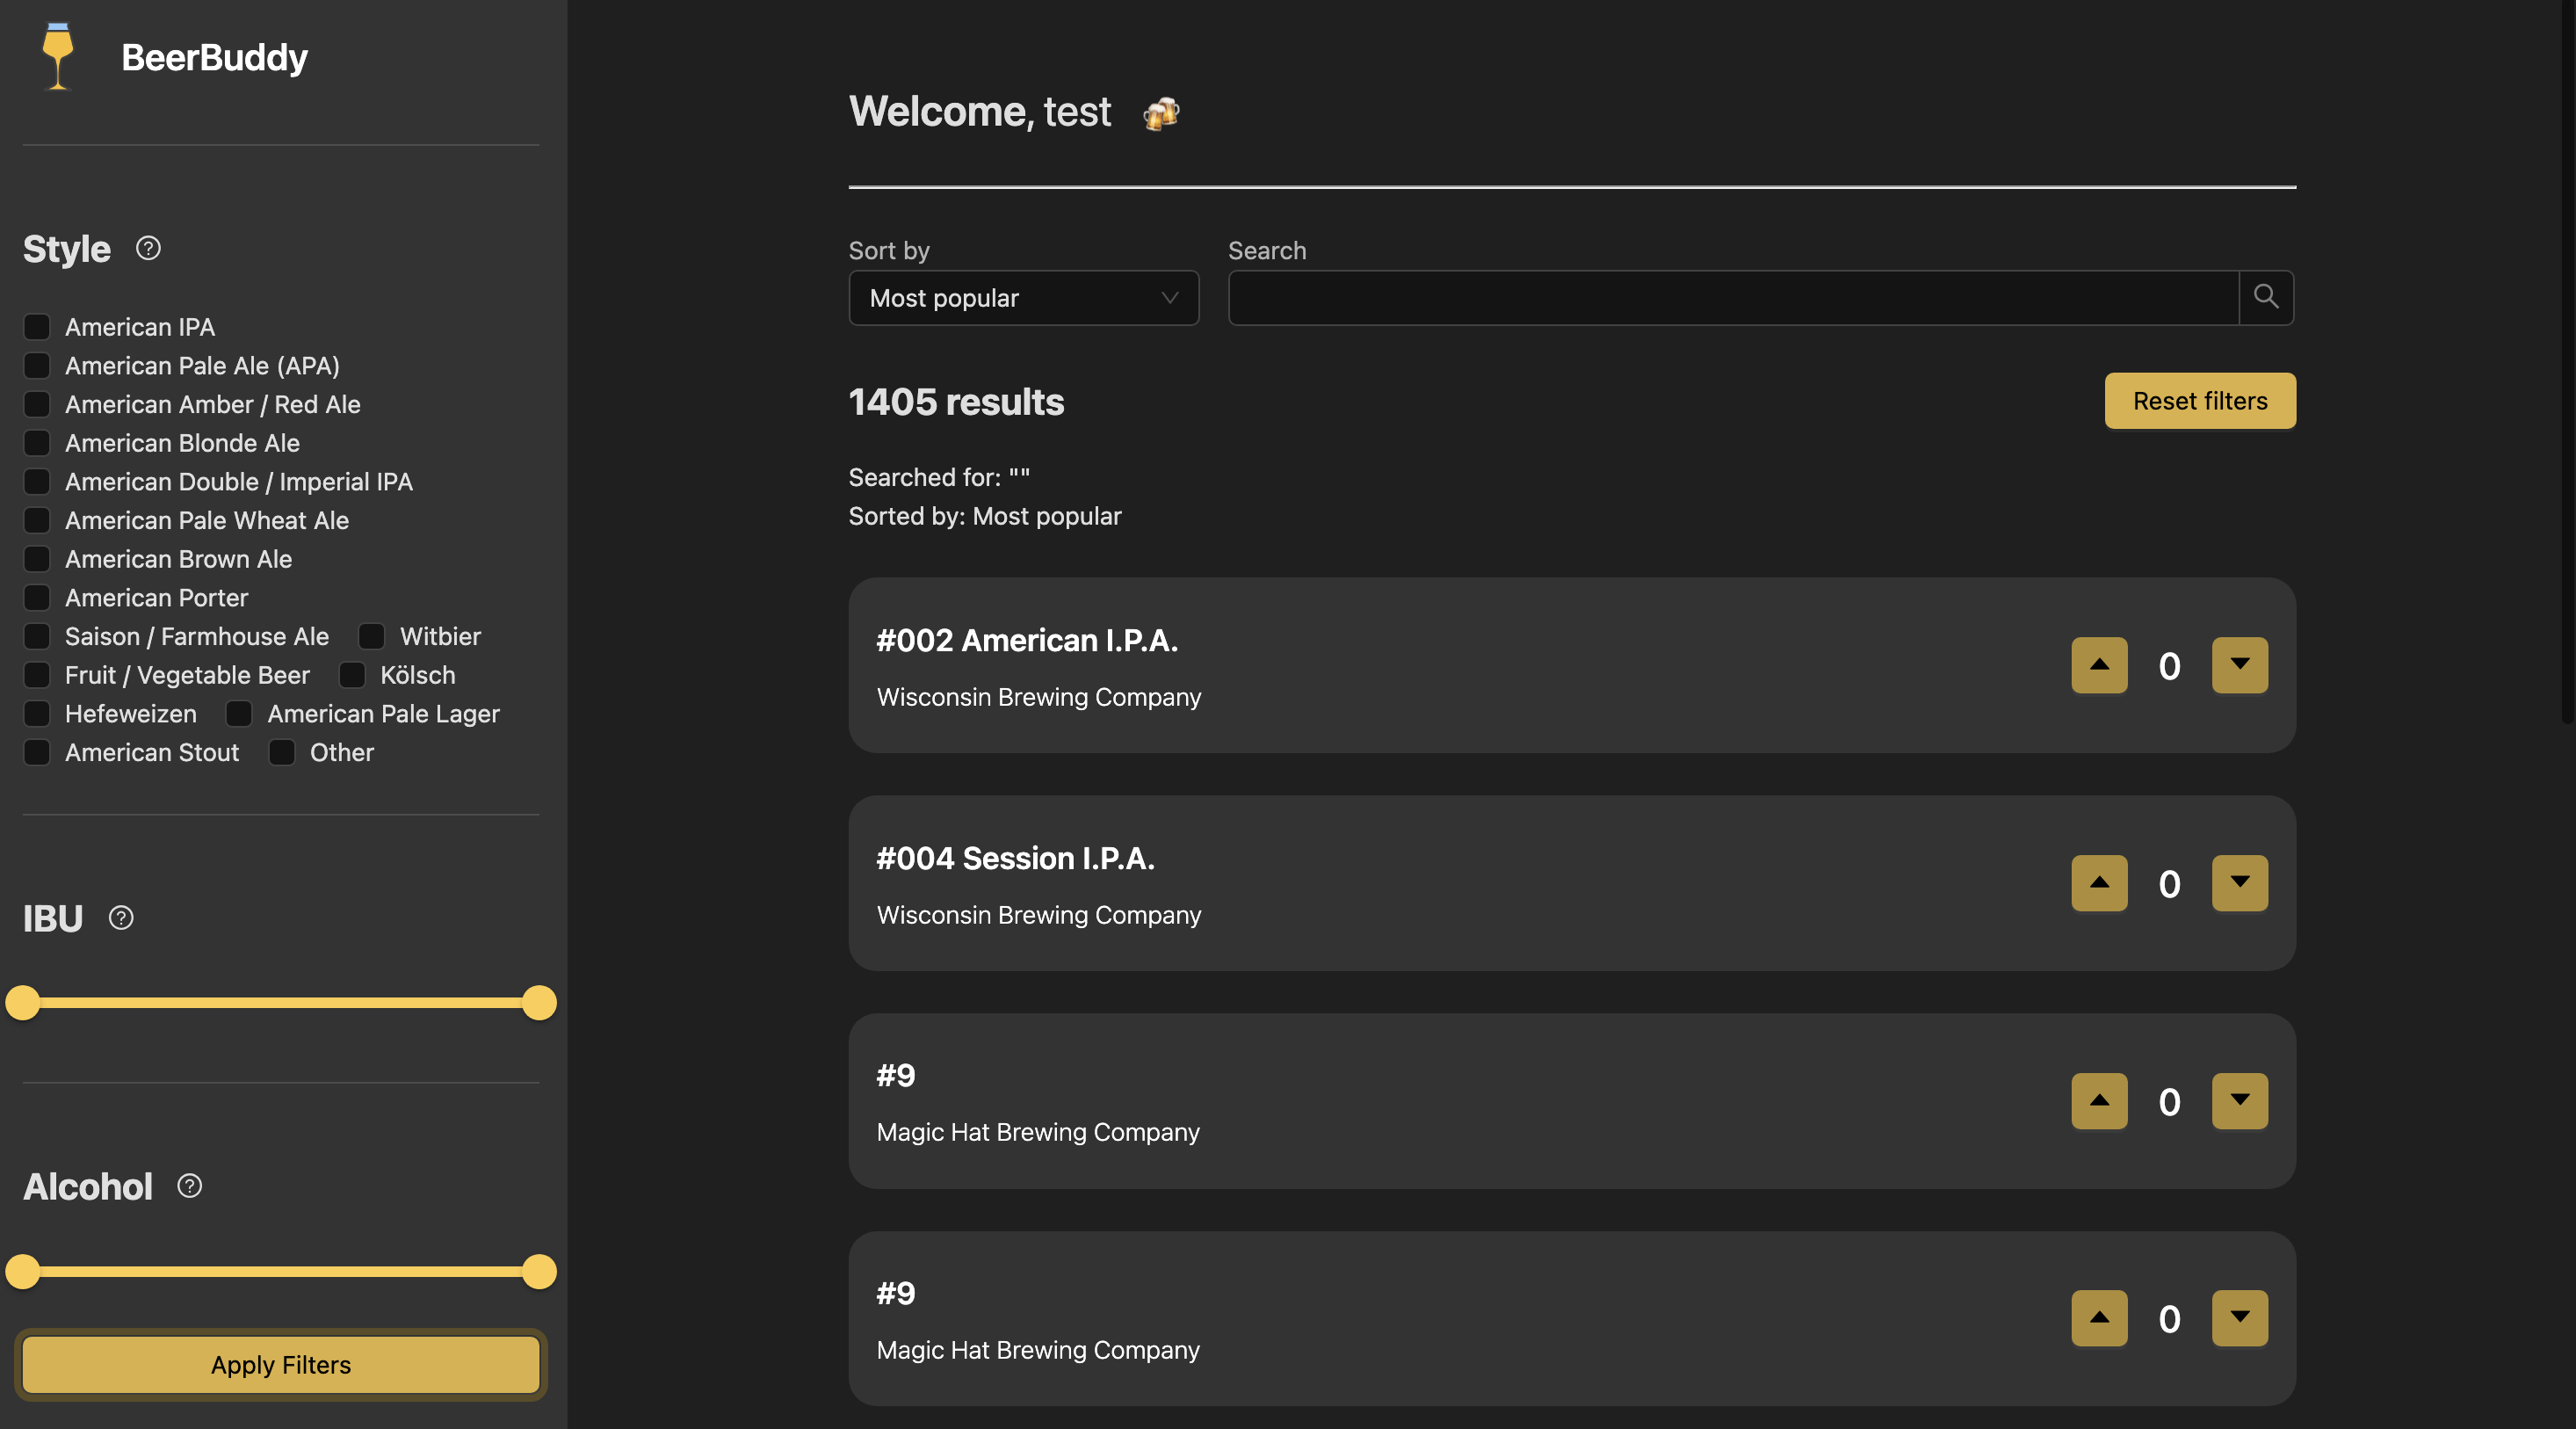 BeerBuddy
Style
American IPA
American Pale Ale (APA)
American Amber / Red Ale
American Blonde Ale
American Double / Imperial IPA
American Pale Wheat Ale
American Brown Ale
American Porter
Saison / Farmhouse Ale Witbier
Fruit / Vegetable Beer Kölsch
Hefeweizen American Pale Lager
American Stout Other
IBU
Alcohol
Apply Filters
Welcome, test
Sort by Search
Most popular
1405 results Reset filters
Searched for: ""
Sorted by: Most popular
#002 American I.P.A.
Wisconsin Brewing Company
0
#004 Session I.P.A.
Wisconsin Brewing Company
0
#9
Magic Hat Brewing Company
0
#9
Magic Hat Brewing Company
0